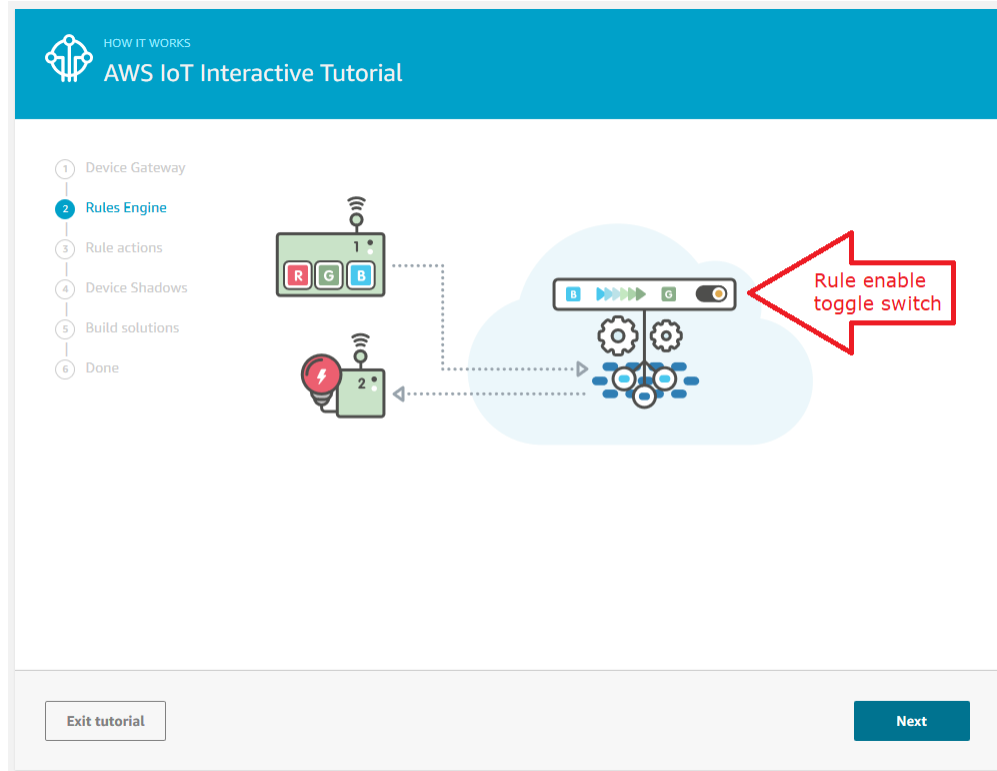 HOW IT WORKS
AWS IoT Interactive Tutorial
1 Device Gateway
2 Rules Engine
3 Rule actions
4 Device Shadows
5 Build solutions
6 Done
1
R G B
2
B G
Rule enable
toggle switch
Exit tutorial
Next